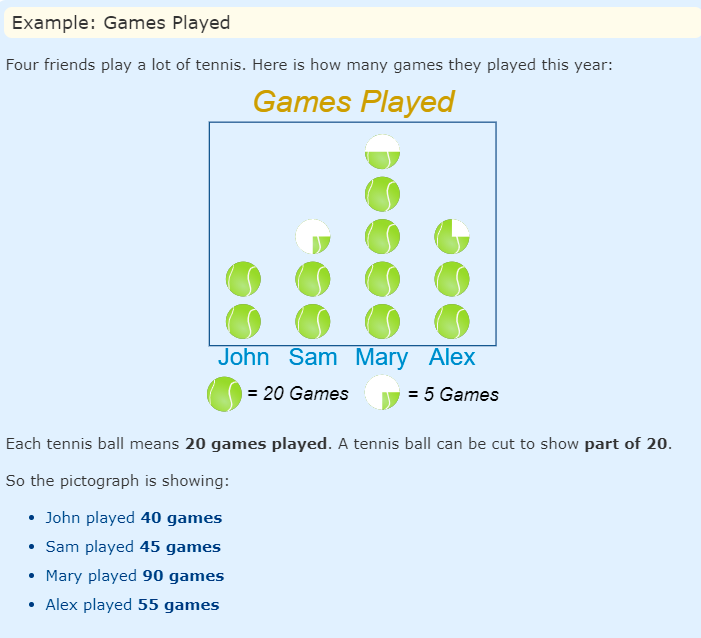 Example: Games Played
Four friends play a lot of tennis. Here is how many games they played this year:
Games Played
John Sam Mary Alex
= 20 Games = 5 Games
Each tennis ball means 20 games played. A tennis ball can be cut to show part of 20.
So the pictograph is showing:
• John played 40 games
• Sam played 45 games
• Mary played 90 games
• Alex played 55 games